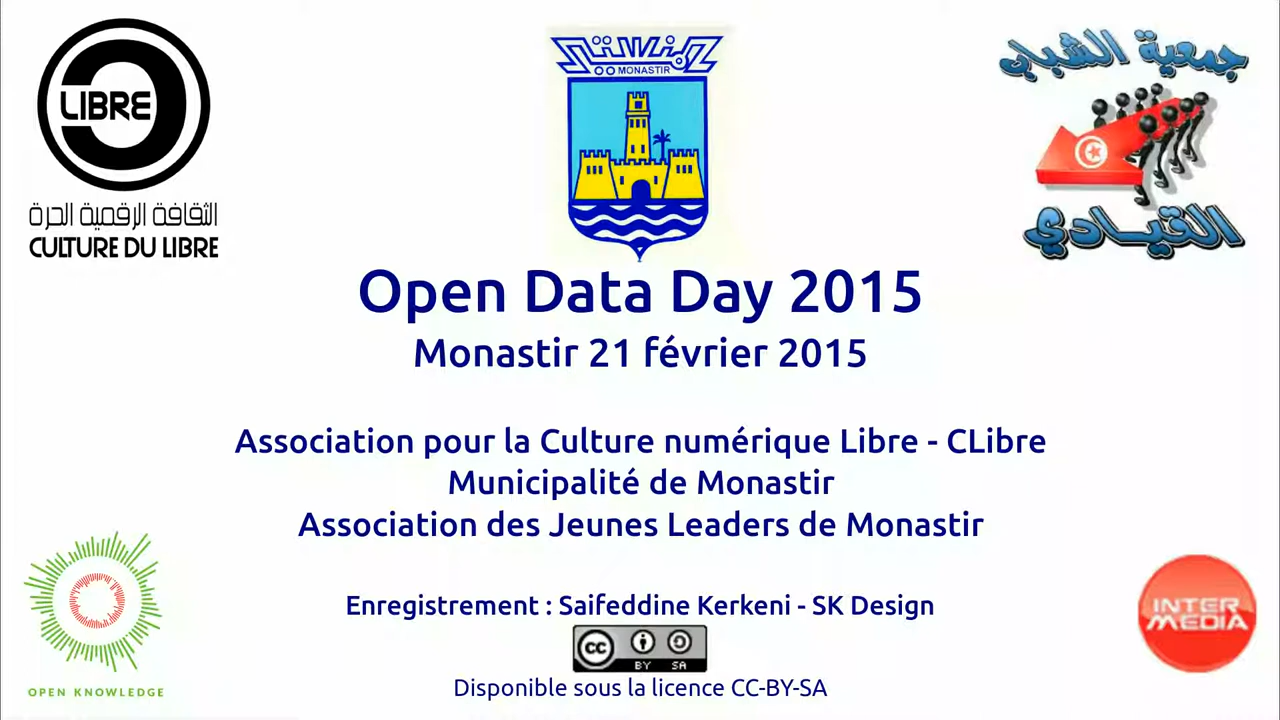 LIBRE
الثقافة الرقمية الحرة
CULTURE DU LIBRE
MONASTIR
جمعية الشباب
القيادي
Open Data Day 2015
Monastir 21 février 2015
Association pour la Culture numérique Libre - CLibre
Municipalité de Monastir
Association des Jeunes Leaders de Monastir
Enregistrement : Saifeddine Kerkeni - SK Design
cc BY SA
Disponible sous la licence CC-BY-SA
OPEN KNOWLEDGE
INTER
MEDIA